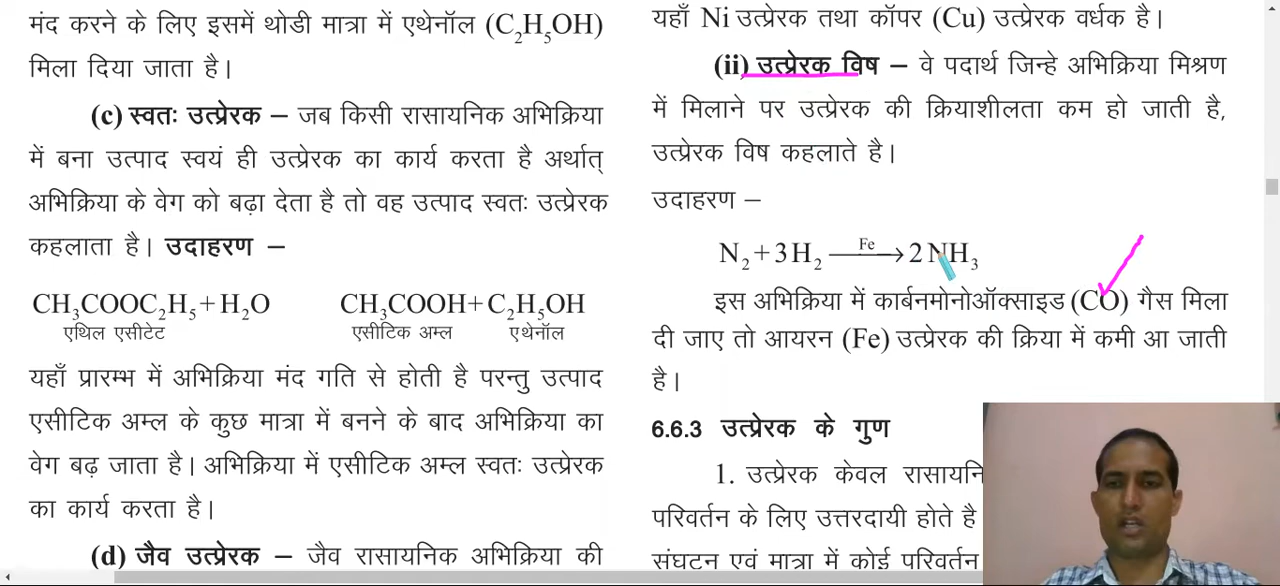 मंद करने के लिए इसमें थोडी मात्रा में एथेनॉल (C₂H₅OH)
मिला दिया जाता है।
(c) स्वतः उत्प्रेरक – जब किसी रासायनिक अभिक्रिया
में बना उत्पाद स्वयं ही उत्प्रेरक का कार्य करता है अर्थात्
अभिक्रिया के वेग को बढ़ा देता है तो वह उत्पाद स्वतः उत्प्रेरक
कहलाता है। उदाहरण –
CH₃COOC₂H₅+H₂O CH₃COOH+C₂H₅OH
एथिल एसीटेट एसीटिक अम्ल एथेनॉल
यहाँ प्रारम्भ में अभिक्रिया मंद गति से होती है परन्तु उत्पाद
एसीटिक अम्ल के कुछ मात्रा में बनने के बाद अभिक्रिया का
वेग बढ़ जाता है। अभिक्रिया में एसीटिक अम्ल स्वतः उत्प्रेरक
का कार्य करता है।
(d) जैव उत्प्रेरक – जैव रासायनिक अभिक्रिया की
यहाँ Ni उत्प्रेरक तथा कॉपर (Cu) उत्प्रेरक वर्धक है।
(ii) उत्प्रेरक विष – वे पदार्थ जिन्हे अभिक्रिया मिश्रण
में मिलाने पर उत्प्रेरक की क्रियाशीलता कम हो जाती है,
उत्प्रेरक विष कहलाते है।
उदाहरण –
N₂+3H₂ —Fe→ 2NH₃
इस अभिक्रिया में कार्बनमोनोऑक्साइड (CO) गैस मिला
दी जाए तो आयरन (Fe) उत्प्रेरक की क्रिया में कमी आ जाती
है।
6.6.3 उत्प्रेरक के गुण
1. उत्प्रेरक केवल रासायनि
परिवर्तन के लिए उत्तरदायी होते है
संघटन एवं मात्रा में कोई परिवर्तन